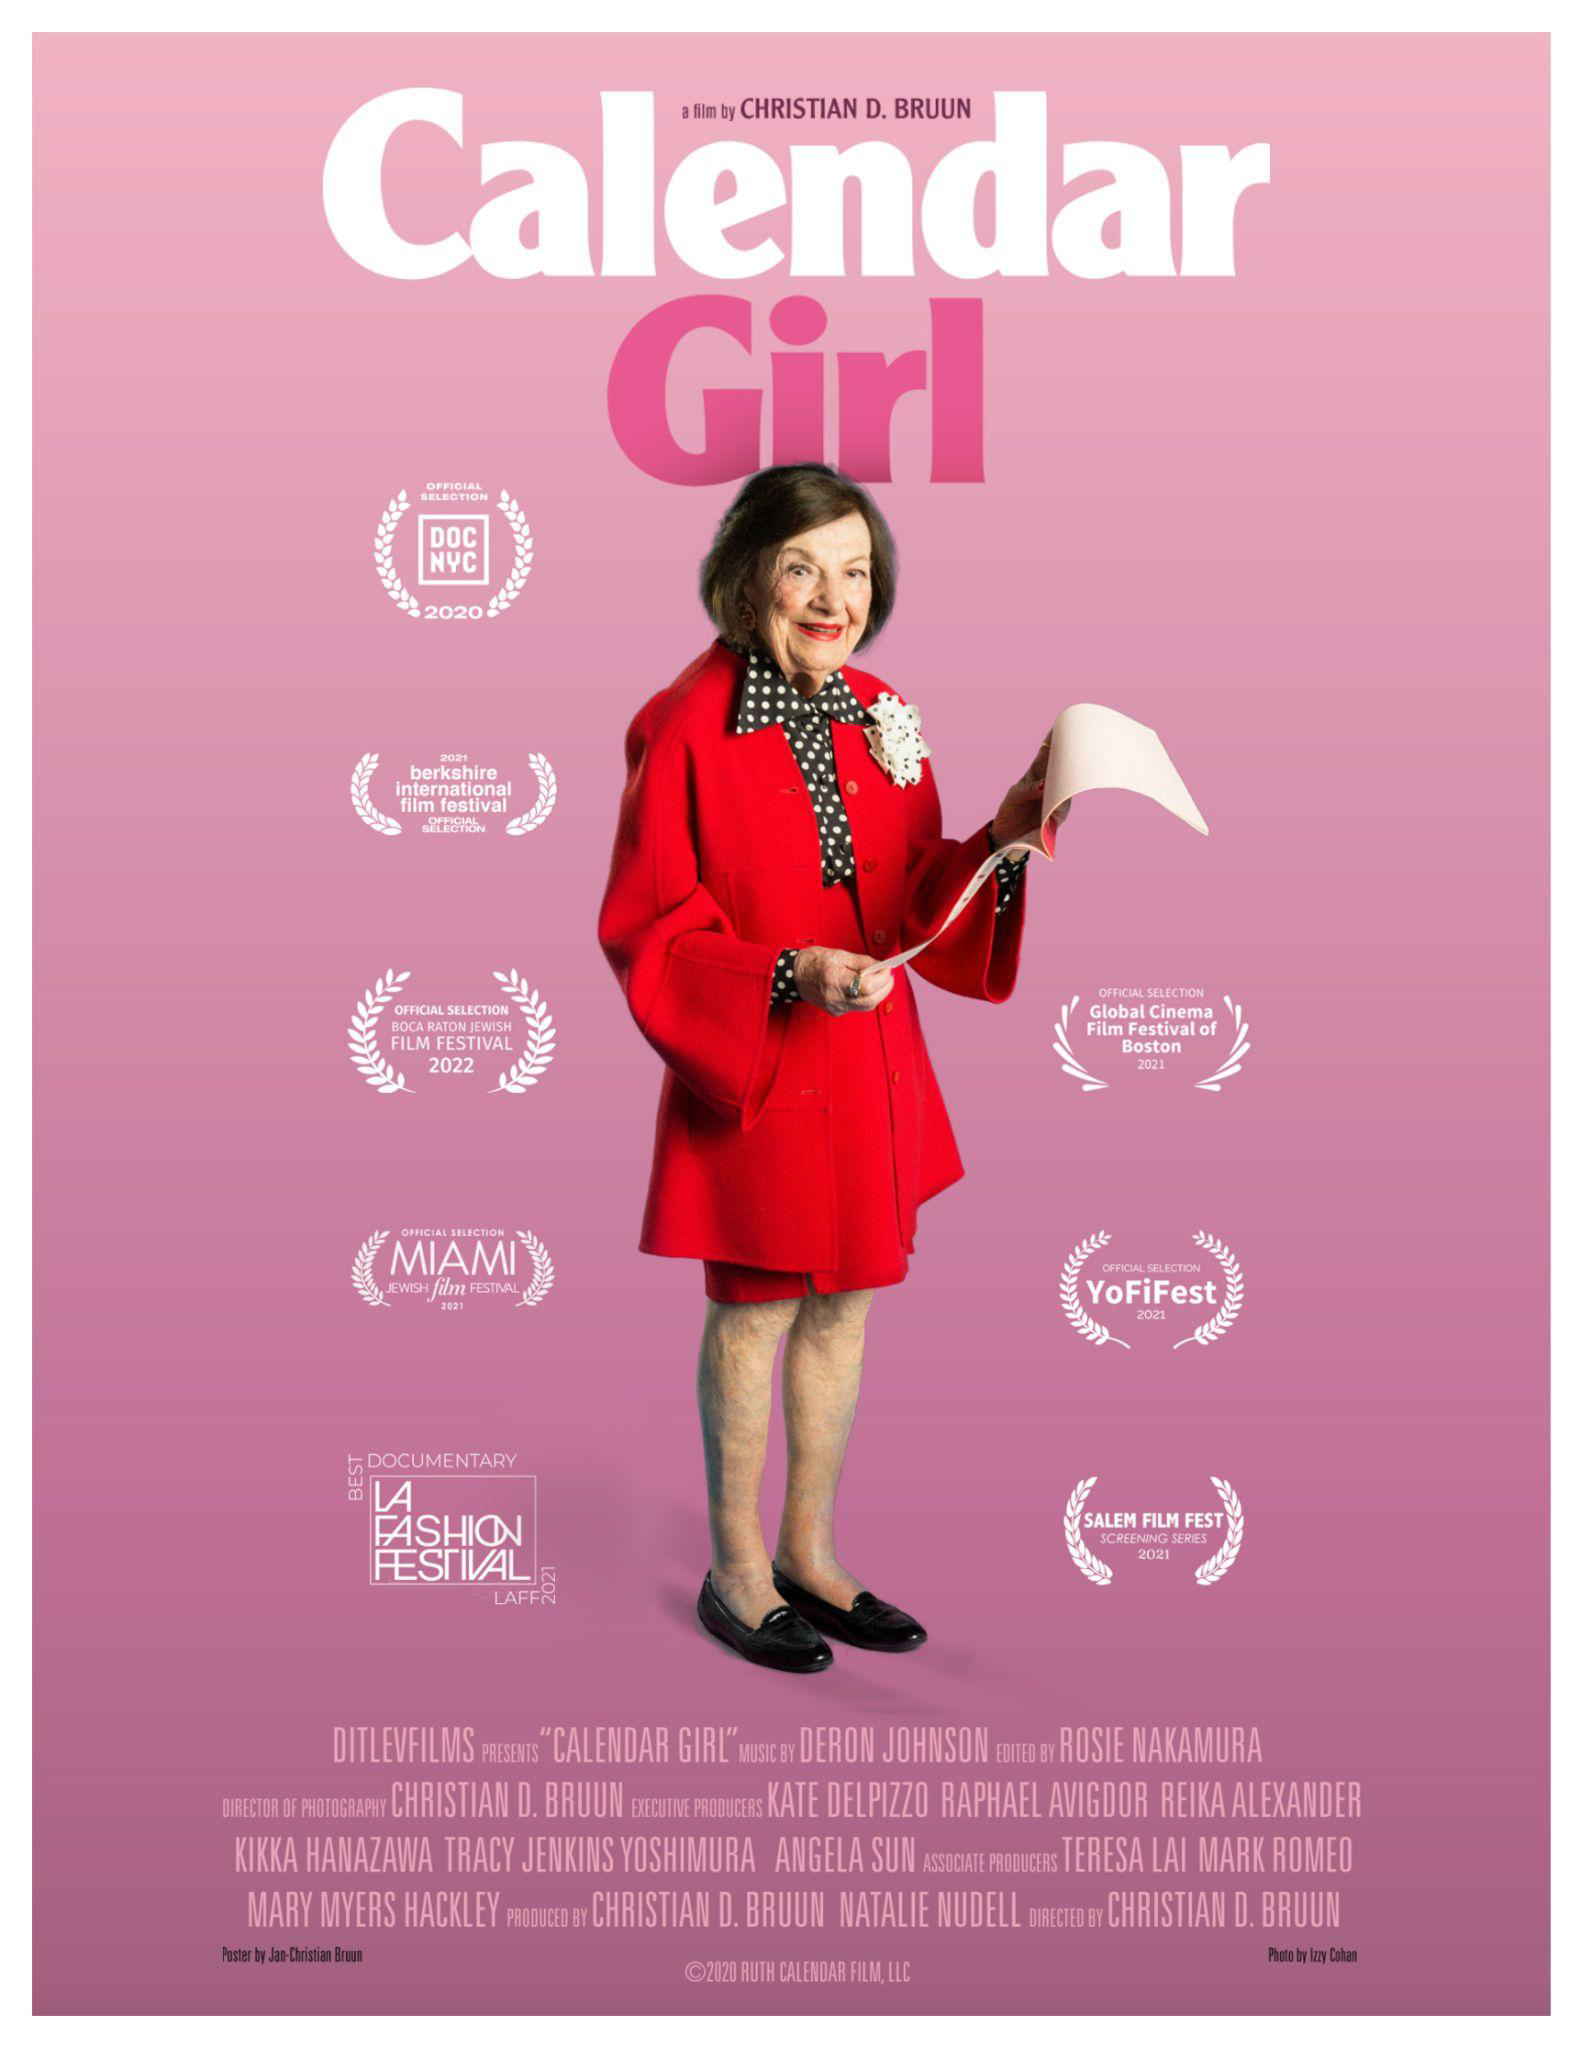 a film by CHRISTIAN D. BRUUN
Calendar
Girl
OFFICIAL
SELECTION
DOC
NYC
2020
2021
berkshire
international
film festival
OFFICIAL
SELECTION
OFFICIAL SELECTION
BOCA RATON JEWISH
FILM FESTIVAL
2022
OFFICIAL SELECTION
Global Cinema
Film Festival of
Boston
2021
OFFICIAL SELECTION
MIAMI
JEWISH film FESTIVAL
2021
OFFICIAL SELECTION
YoFiFest
2021
BEST DOCUMENTARY
LA
FASHION
FESTIVAL
LAFF2021
SALEM FILM FEST
SCREENING SERIES
2021
DITLEVFILMS PRESENTS "CALENDAR GIRL" MUSIC BY DERON JOHNSON EDITED BY ROSIE NAKAMURA
DIRECTOR OF PHOTOGRAPHY CHRISTIAN D. BRUUN EXECUTIVE PRODUCERS KATE DELPIZZO RAPHAEL AVIGDOR REIKA ALEXANDER
KIKKA HANAZAWA TRACY JENKINS YOSHIMURA ANGELA SUN ASSOCIATE PRODUCERS TERESA LAI MARK ROMEO
MARY MYERS HACKLEY PRODUCED BY CHRISTIAN D. BRUUN NATALIE NUDELL DIRECTED BY CHRISTIAN D. BRUUN
Poster by Jan-Christian Bruun
Photo by Izzy Cohan
©2020 RUTH CALENDAR FILM, LLC